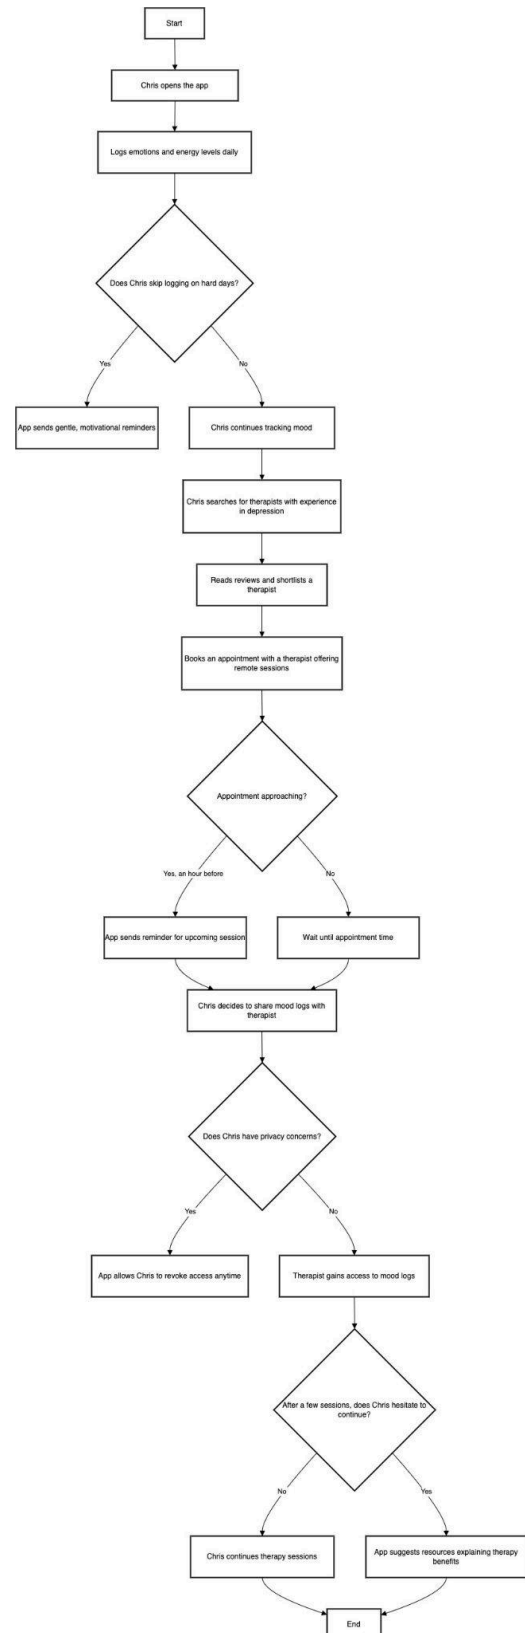 Start
Chris opens the app
Logs emotions and energy levels daily
Does Chris skip logging on hard days?
Yes
No
App sends gentle, motivational reminders
Chris continues tracking mood
Chris searches for therapists with experience
in depression
Reads reviews and shortlists a
therapist
Books an appointment with a therapist offering
remote sessions
Appointment approaching?
Yes, an hour before
No
App sends reminder for upcoming session
Wait until appointment time
Chris decides to share mood logs with
therapist
Does Chris have privacy concerns?
Yes
No
App allows Chris to revoke access anytime
Therapist gains access to mood logs
After a few sessions, does Chris hesitate to
continue?
No
Yes
Chris continues therapy sessions
App suggests resources explaining therapy
benefits
End